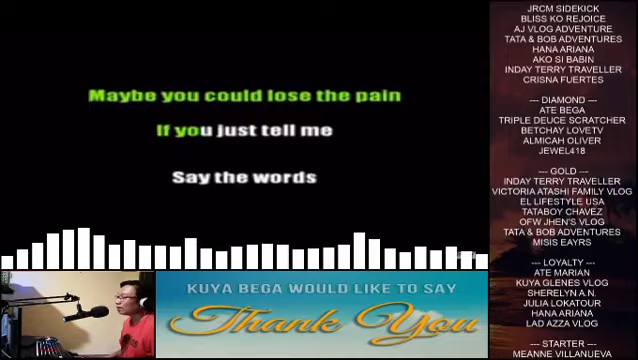 Maybe you could lose the pain
If you just tell me
Say the words
KUYA BEGA WOULD LIKE TO SAY
Thank You
JRCM SIDEKICK
BLISS KO REJOICE
AJ VLOG ADVENTURE
TATA & BOB ADVENTURES
HANA ARIANA
AKO SI BABIN
INDAY TERRY TRAVELLER
CRISNA FUERTES
--- DIAMOND ---
ATE BEGA
TRIPLE DEUCE SCRATCHER
BETCHAY LOVETV
ALMICAH OLIVER
JEWEL418
--- GOLD ---
INDAY TERRY TRAVELLER
VICTORIA ATASHI FAMILY VLOG
EL LIFESTYLE USA
TATABOY CHAVEZ
OFW JHEN'S VLOG
TATA & BOB ADVENTURES
MISIS EAYRS
--- LOYALTY ---
ATE MARIAN
KUYA GLENES VLOG
SHERELYN A.N.
JULIA LOKATOUR
HANA ARIANA
LAD AZZA VLOG
--- STARTER ---
MEANNE VILLANUEVA